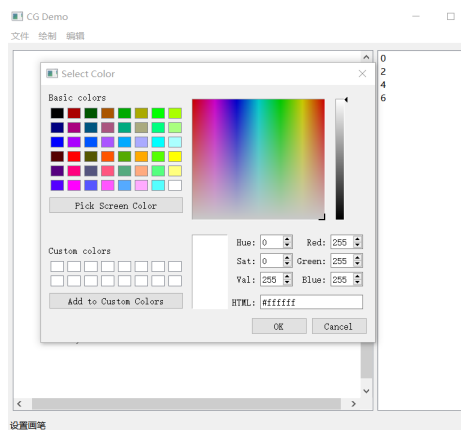 CG Demo
文件 绘制 编辑
0
2
4
6
Select Color
Basic colors
Pick Screen Color
Custom colors
Add to Custom Colors
Hue: 0 Red: 255
Sat: 0 Green: 255
Val: 255 Blue: 255
HTML: #ffffff
OK Cancel
设置画笔